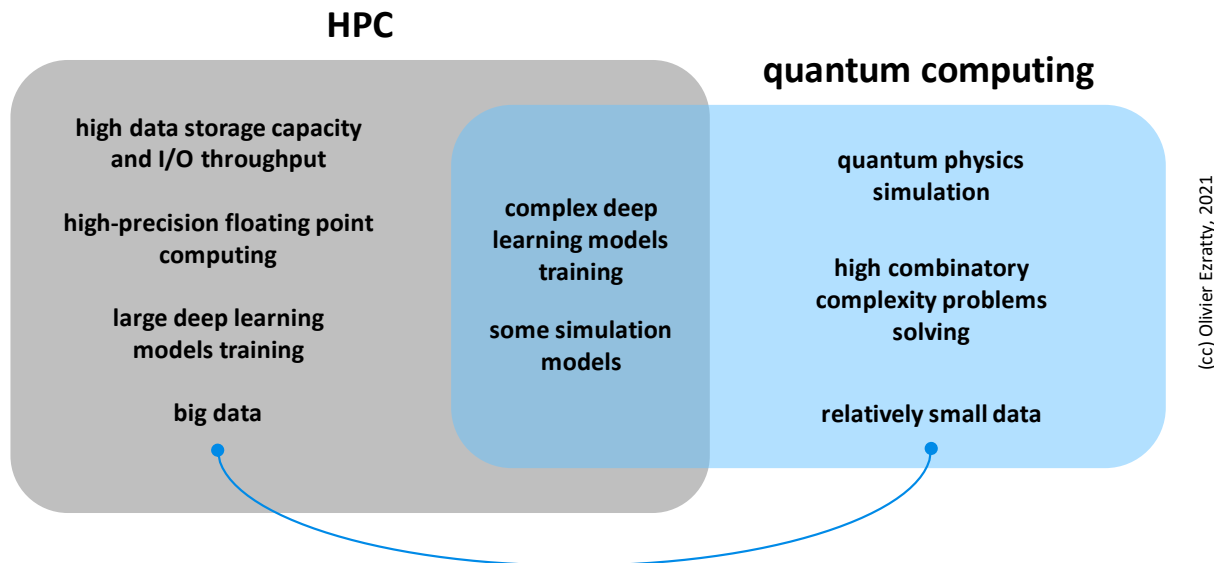 HPC
quantum computing
high data storage capacity
and I/O throughput
high-precision floating point
computing
large deep learning
models training
big data
complex deep
learning models
training
some simulation
models
quantum physics
simulation
high combinatory
complexity problems
solving
relatively small data
(cc) Olivier Ezratty, 2021